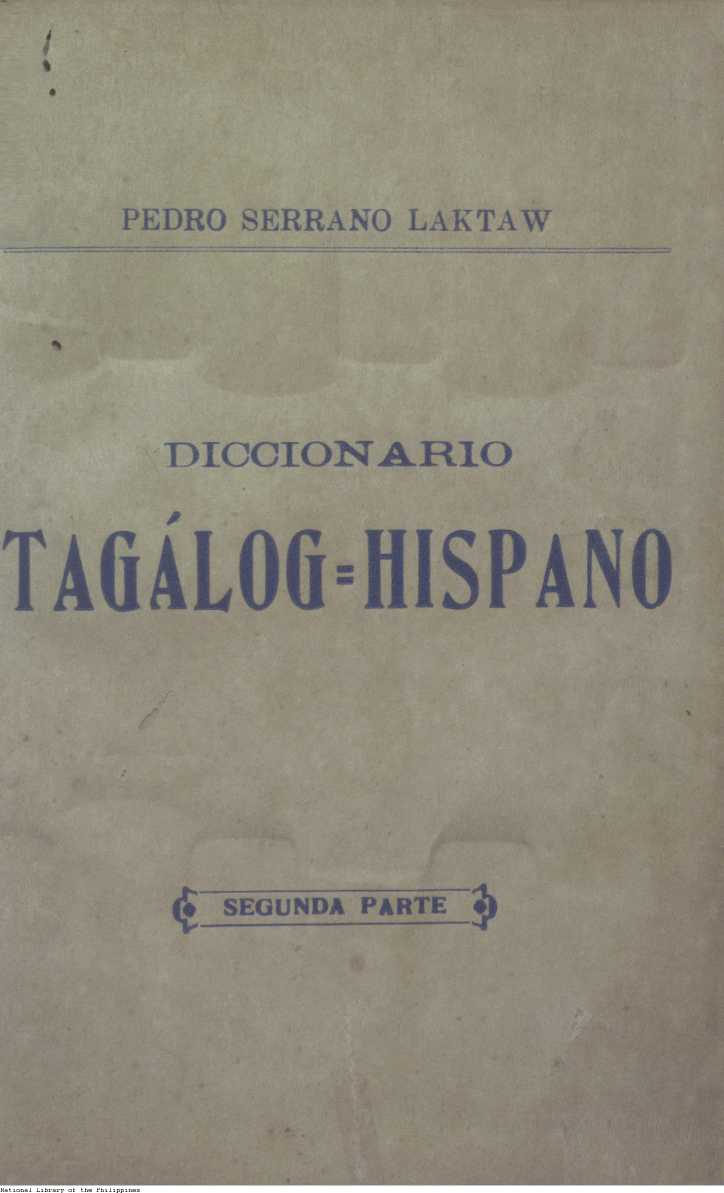 PEDRO SERRANO LAKTAW
DICCIONARIO
TAGÁLOG=HISPANO
SEGUNDA PARTE
National Library of the Philippines